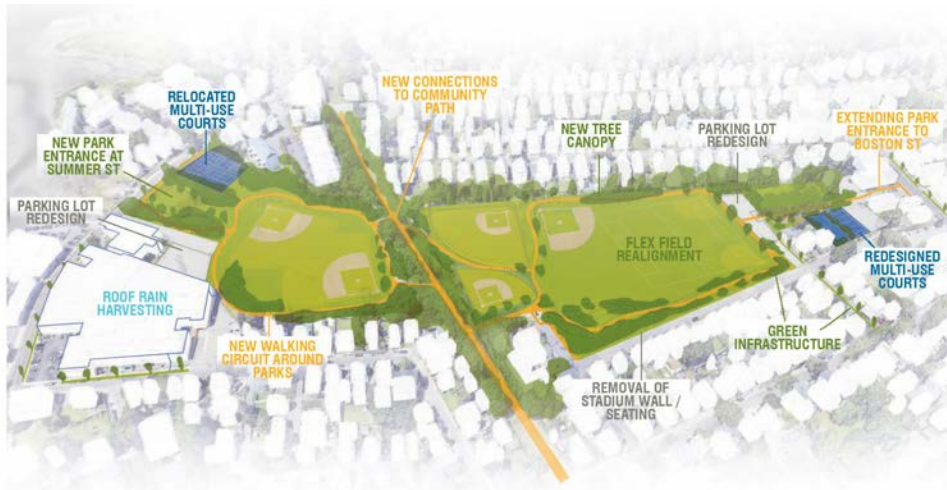 NEW CONNECTIONS
TO COMMUNITY
PATH
RELOCATED
MULTI-USE
COURTS
EXTENDING PARK
ENTRANCE TO
BOSTON ST
NEW TREE
CANOPY
PARKING LOT
REDESIGN
NEW PARK
ENTRANCE AT
SUMMER ST
PARKING LOT
REDESIGN
FLEX FIELD
REALIGNMENT
REDESIGNED
MULTI-USE
COURTS
ROOF RAIN
HARVESTING
GREEN
INFRASTRUCTURE
NEW WALKING
CIRCUIT AROUND
PARKS
REMOVAL OF
STADIUM WALL /
SEATING